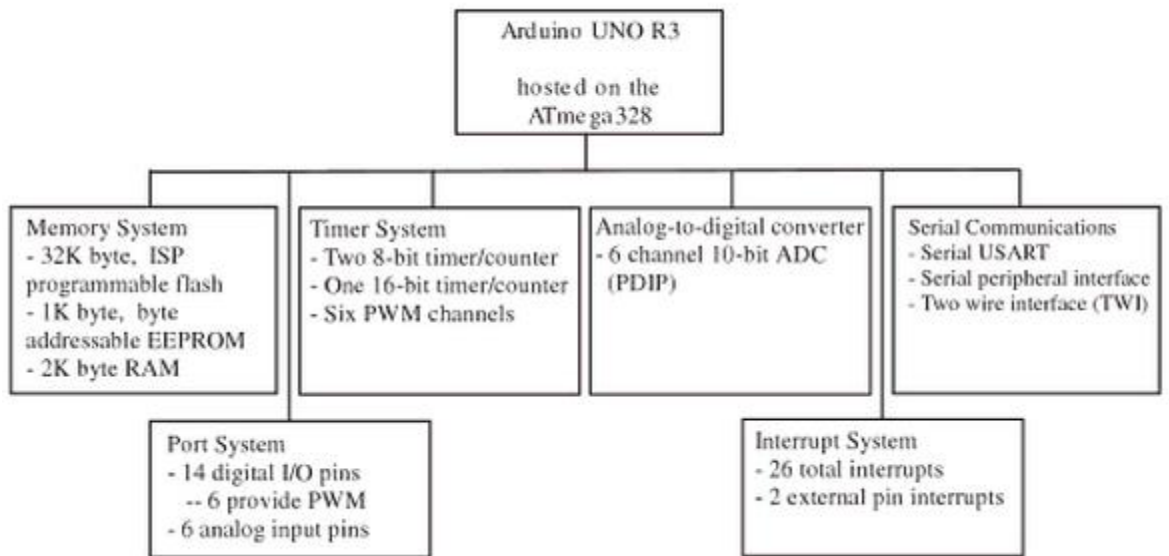 Arduino UNO R3
hosted on the
ATmega328
Memory System
- 32K byte, ISP
programmable flash
- 1K byte, byte
addressable EEPROM
- 2K byte RAM
Timer System
- Two 8-bit timer/counter
- One 16-bit timer/counter
- Six PWM channels
Analog-to-digital converter
- 6 channel 10-bit ADC
(PDIP)
Serial Communications
- Serial USART
- Serial peripheral interface
- Two wire interface (TWI)
Port System
- 14 digital I/O pins
-- 6 provide PWM
- 6 analog input pins
Interrupt System
- 26 total interrupts
- 2 external pin interrupts